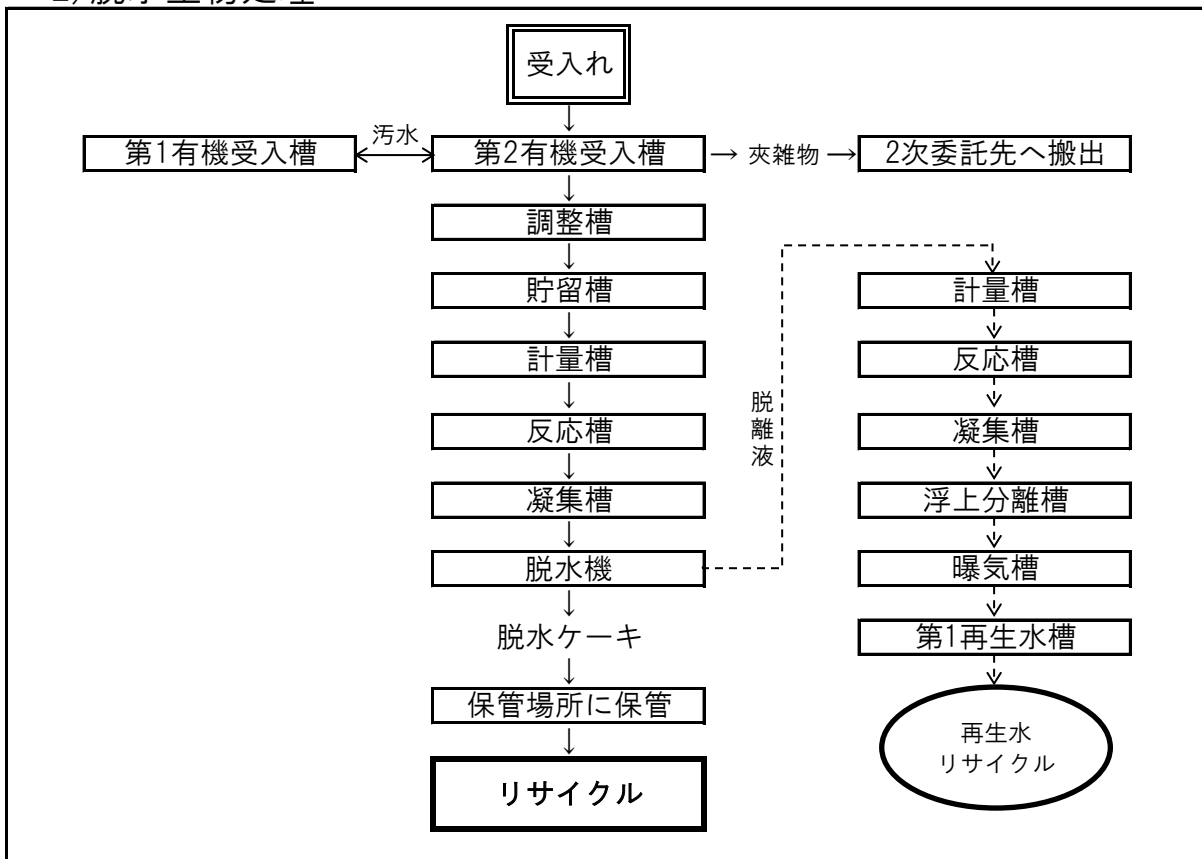 2)脱水生物処理
受入れ
第1有機受入槽
汚水
第2有機受入槽
夾雑物
2次委託先へ搬出
調整槽
貯留槽
計量槽
反応槽
凝集槽
脱水機
脱水ケーキ
保管場所に保管
リサイクル
脱離液
計量槽
反応槽
凝集槽
浮上分離槽
曝気槽
第1再生水槽
再生水
リサイクル